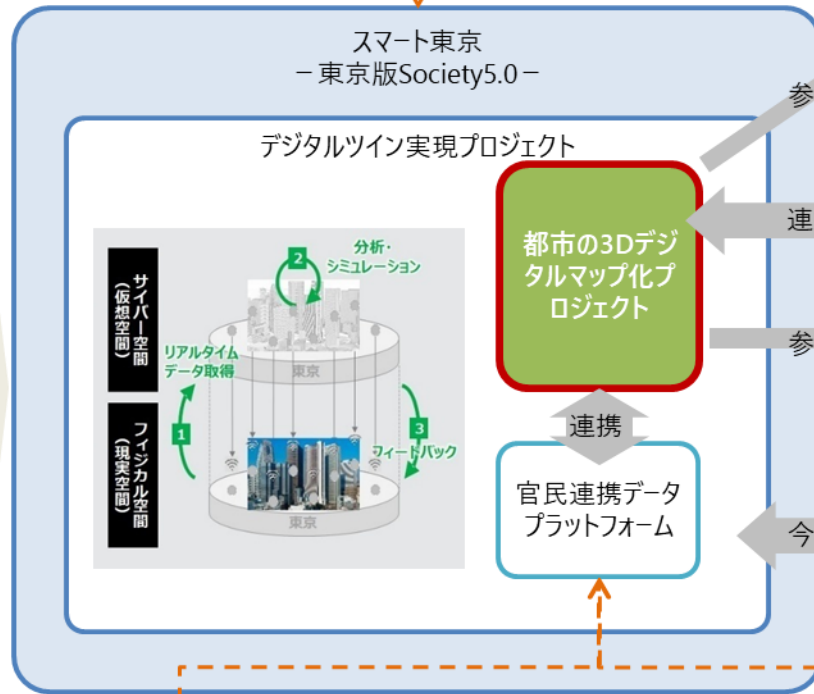 スマート東京
－東京版Society5.0－
デジタルツイン実現プロジェクト
サイバー空間
（仮想空間）
フィジカル空間
（現実空間）
2
分析・
シミュレーション
リアルタイム
データ取得
東京
1
3
フィードバック
東京
都市の3Dデジ
タルマップ化プ
ロジェクト
連携
官民連携データ
プラットフォーム
参
連
参
今